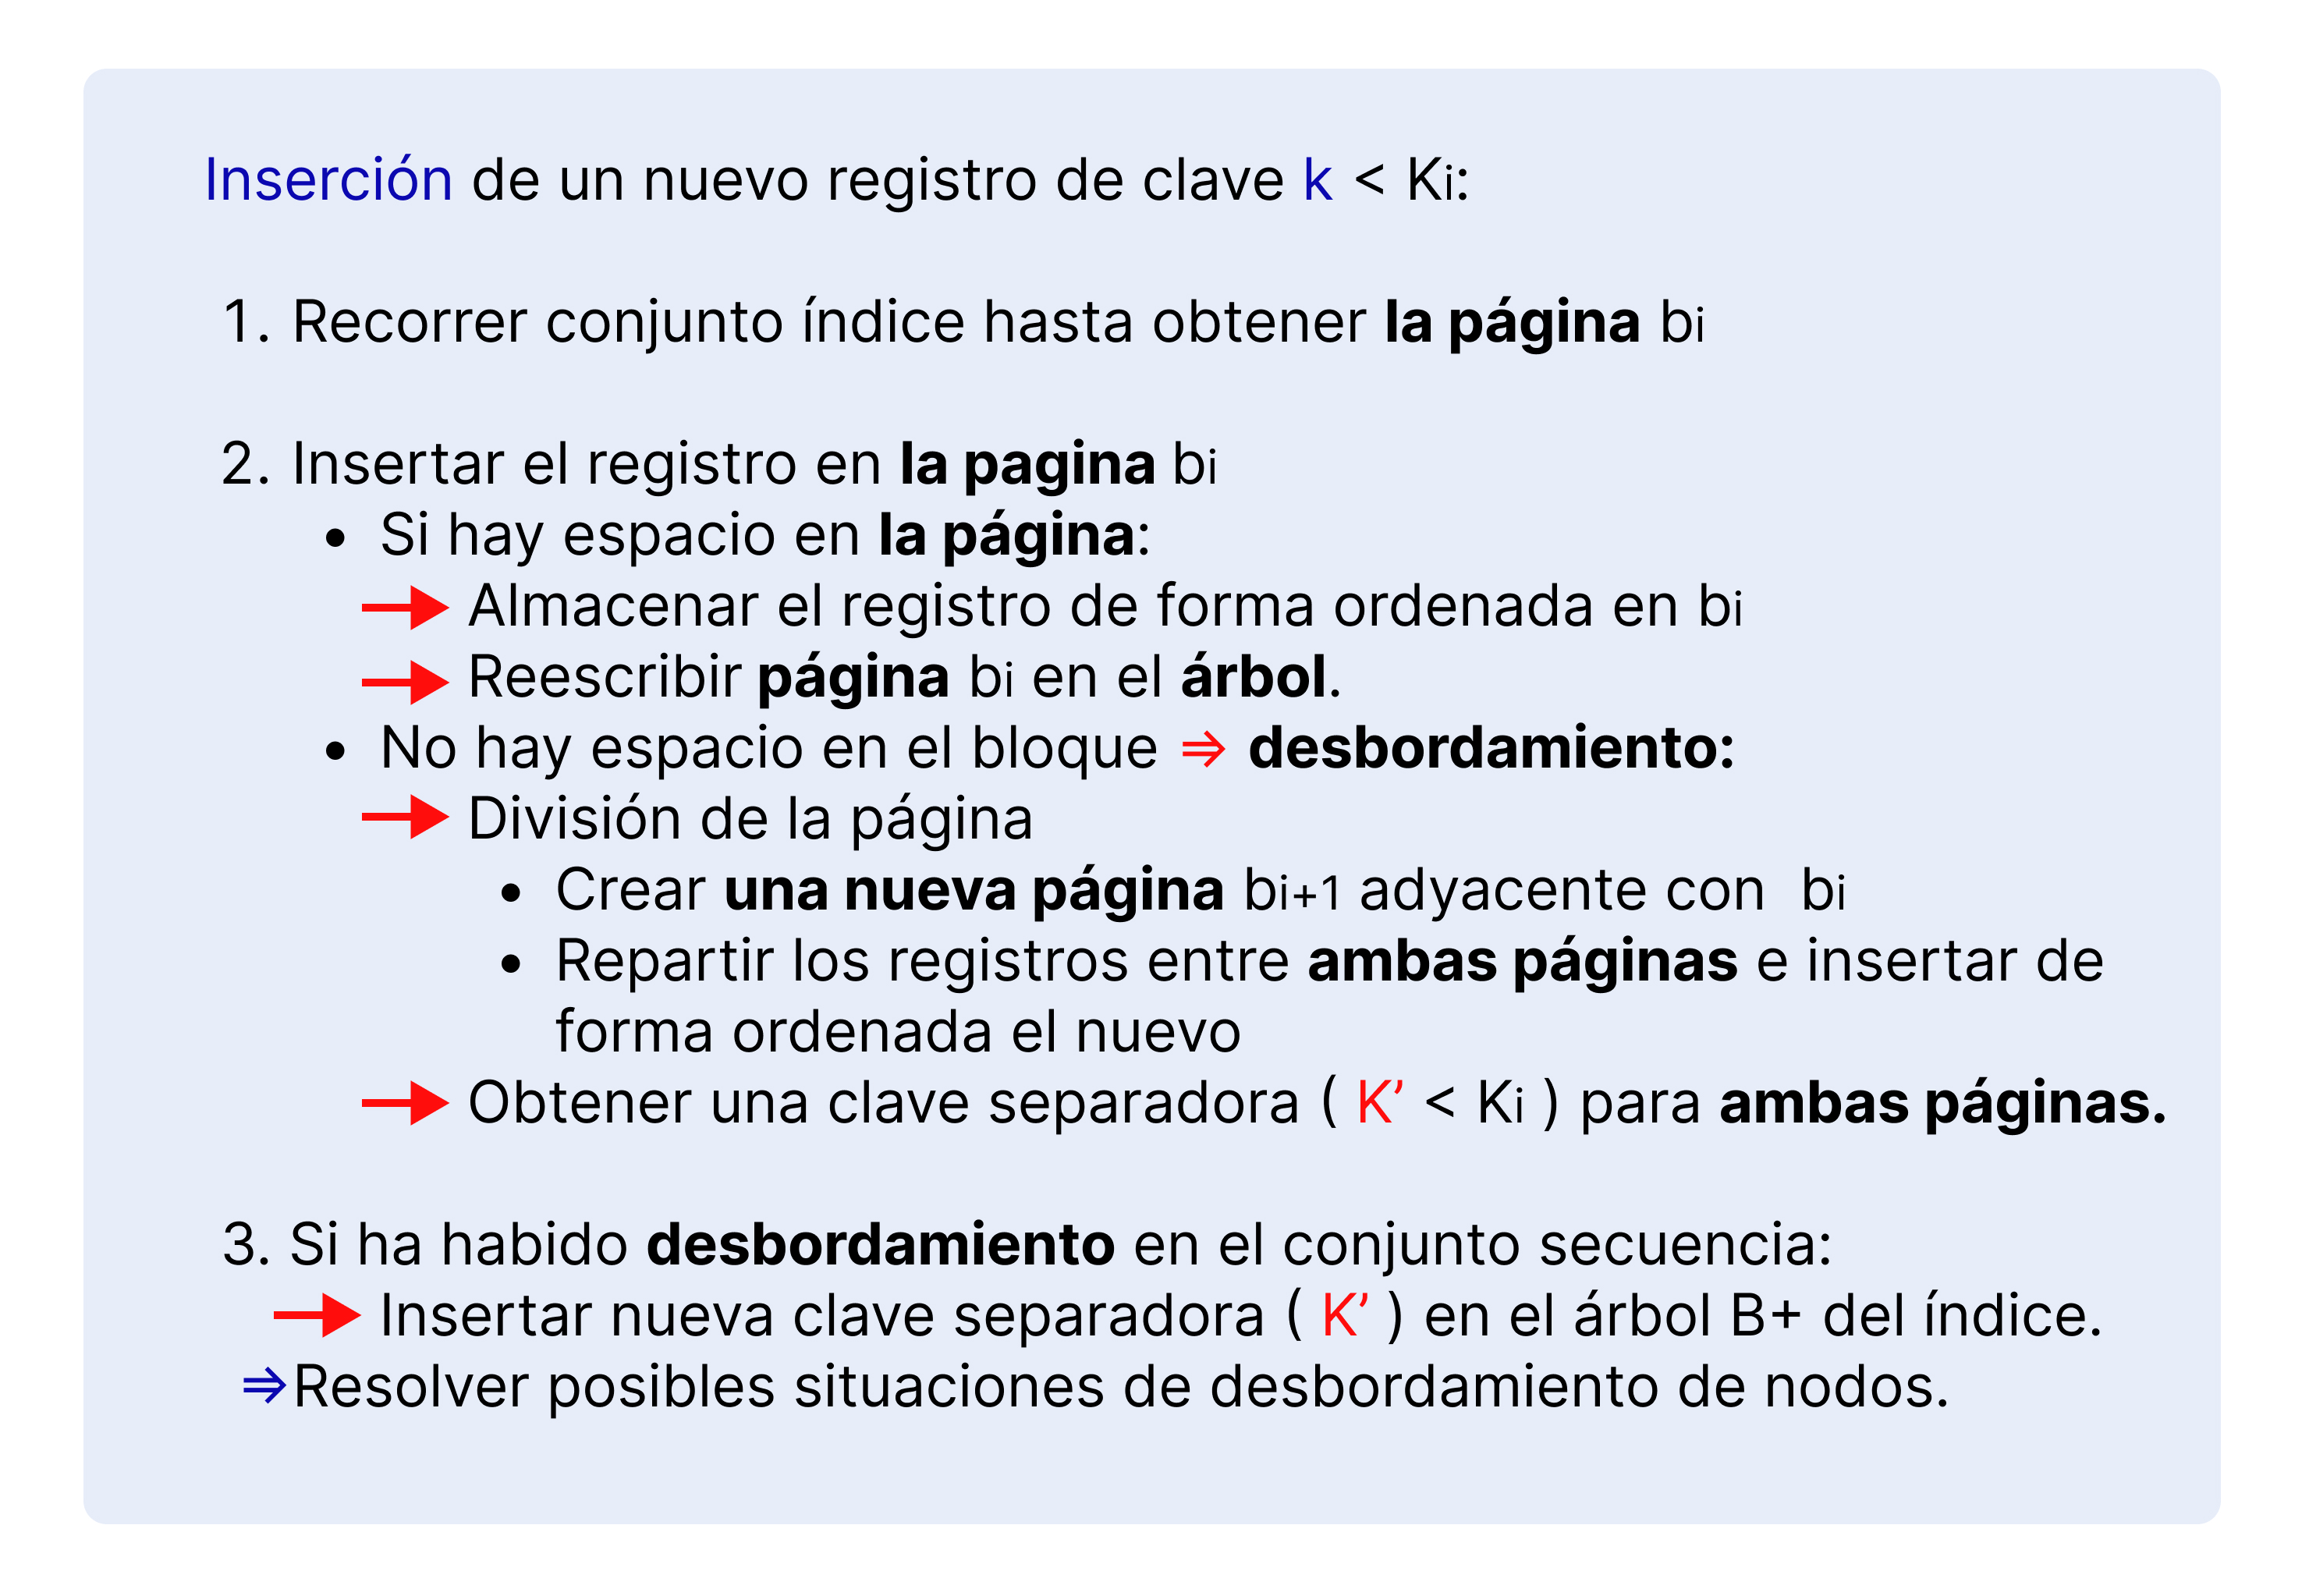 Inserción de un nuevo registro de clave k < Ki:
1. Recorrer conjunto índice hasta obtener la página bi
2. Insertar el registro en la pagina bi
• Si hay espacio en la página:
→ Almacenar el registro de forma ordenada en bi
→ Reescribir página bi en el árbol.
• No hay espacio en el bloque ⇒ desbordamiento:
→ División de la página
• Crear una nueva página bi+1 adyacente con bi
• Repartir los registros entre ambas páginas e insertar de
forma ordenada el nuevo
→ Obtener una clave separadora ( K’ < Ki ) para ambas páginas.
3. Si ha habido desbordamiento en el conjunto secuencia:
→ Insertar nueva clave separadora ( K’ ) en el árbol B+ del índice.
⇒Resolver posibles situaciones de desbordamiento de nodos.